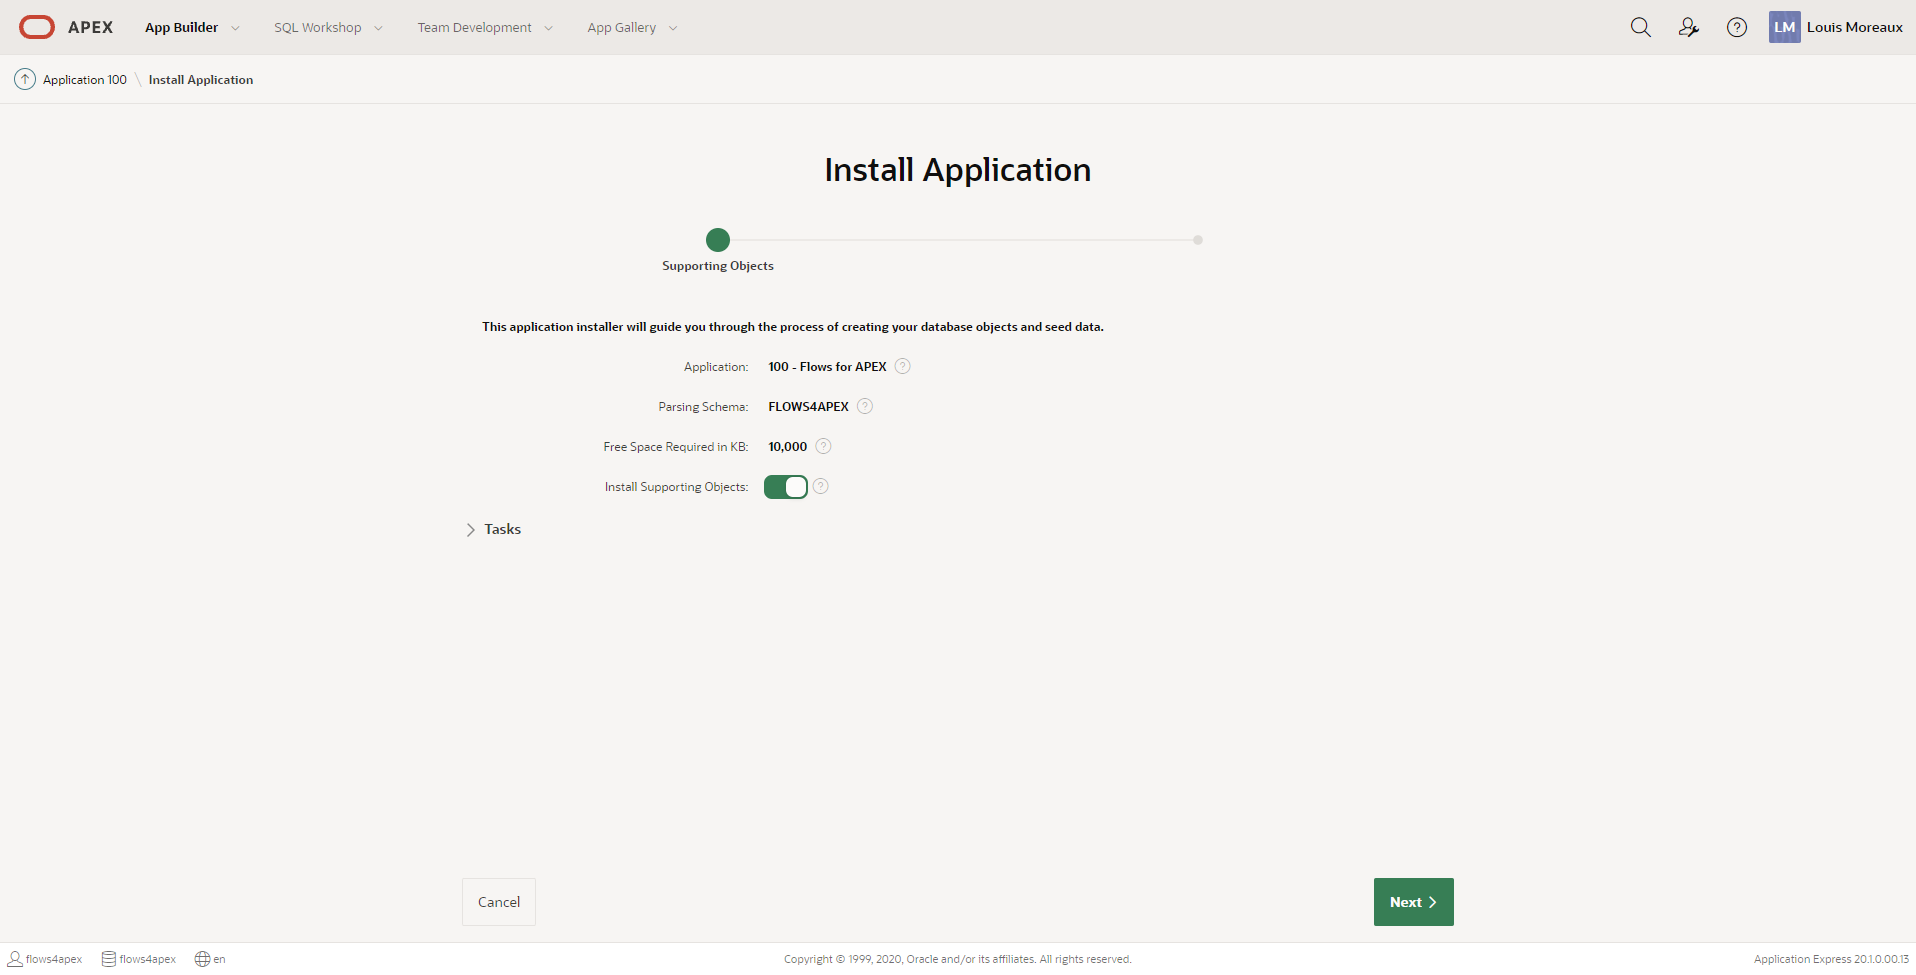 APEX App Builder SQL Workshop Team Development App Gallery LM Louis Moreaux
Application 100 \ Install Application
Install Application
Supporting Objects
This application installer will guide you through the process of creating your database objects and seed data.
Application: 100 - Flows for APEX ?
Parsing Schema: FLOWS4APEX ?
Free Space Required in KB: 10,000 ?
Install Supporting Objects: ?
Tasks
Cancel Next
flows4apex flows4apex en Copyright © 1999, 2020, Oracle and/or its affiliates. All rights reserved. Application Express 20.1.0.00.13